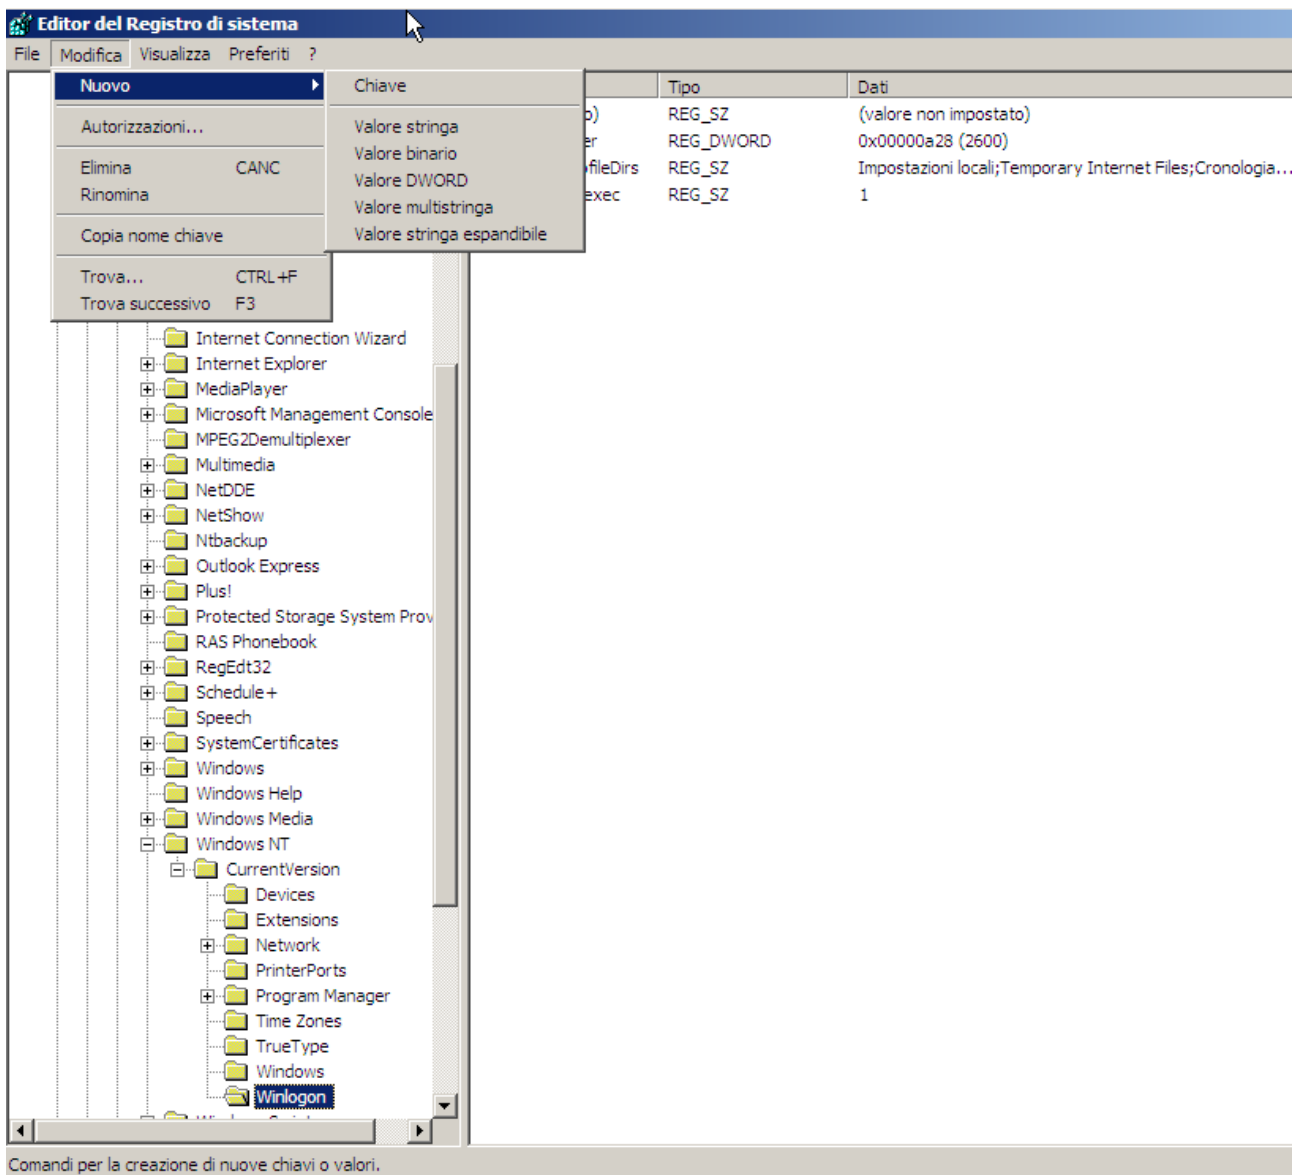 Editor del Registro di sistema
File Modifica Visualizza Preferiti ?
Nuovo
Autorizzazioni...
Elimina CANC
Rinomina
Copia nome chiave
Trova... CTRL+F
Trova successivo F3
Chiave
Valore stringa
Valore binario
Valore DWORD
Valore multistringa
Valore stringa espandibile
Tipo Dati
REG_SZ (valore non impostato)
REG_DWORD 0x00000a28 (2600)
REG_SZ Impostazioni locali;Temporary Internet Files;Cronologia...
REG_SZ 1
Internet Connection Wizard
Internet Explorer
MediaPlayer
Microsoft Management Console
MPEG2Demultiplexer
Multimedia
NetDDE
NetShow
Ntbackup
Outlook Express
Plus!
Protected Storage System Prov
RAS Phonebook
RegEdt32
Schedule+
Speech
SystemCertificates
Windows
Windows Help
Windows Media
Windows NT
CurrentVersion
Devices
Extensions
Network
PrinterPorts
Program Manager
Time Zones
TrueType
Windows
Winlogon
Comandi per la creazione di nuove chiavi o valori.